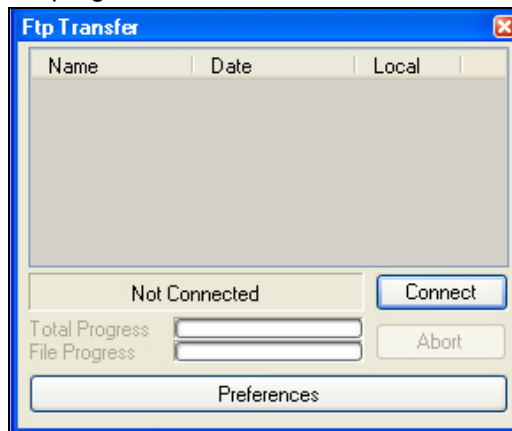 Ftp Transfer
Name Date Local
Not Connected
Connect
Total Progress
File Progress
Abort
Preferences